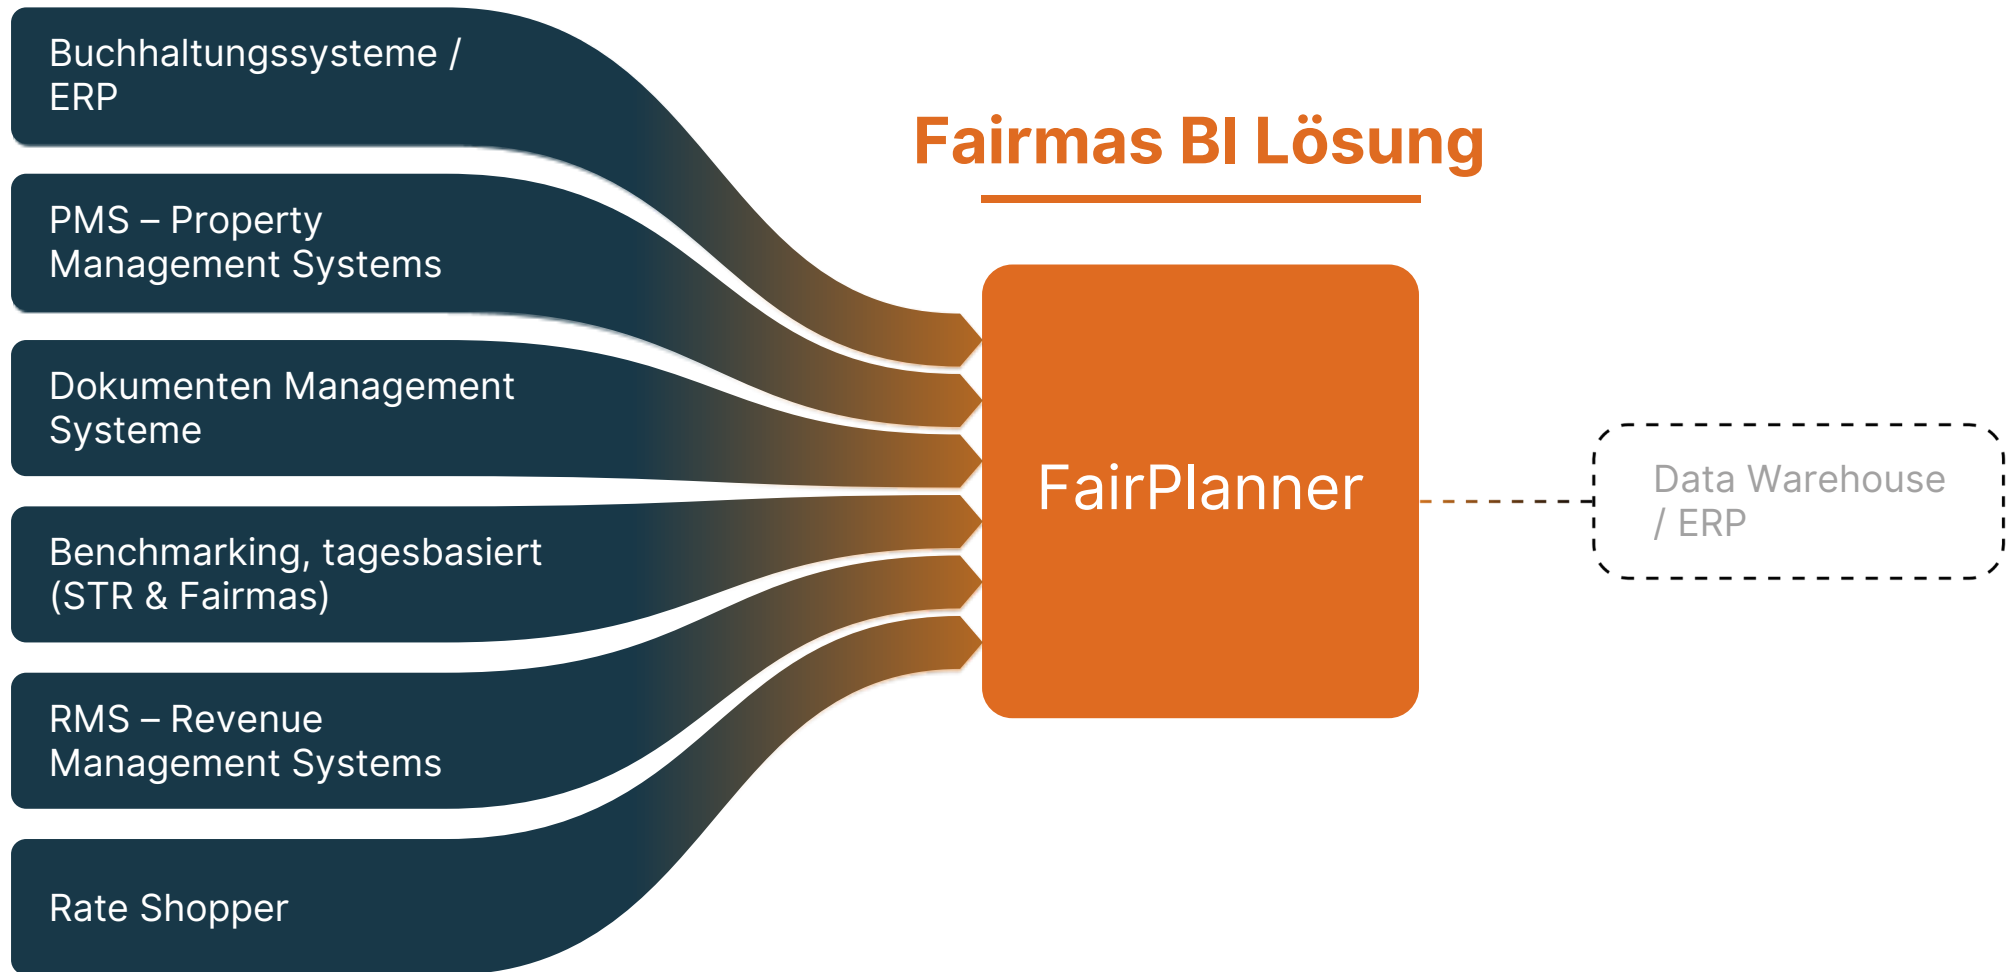 Buchhaltungssysteme /
ERP
PMS – Property
Management Systems
Dokumenten Management
Systeme
Benchmarking, tagesbasiert
(STR & Fairmas)
RMS – Revenue
Management Systems
Rate Shopper
Fairmas BI Lösung
FairPlanner
Data Warehouse
/ ERP